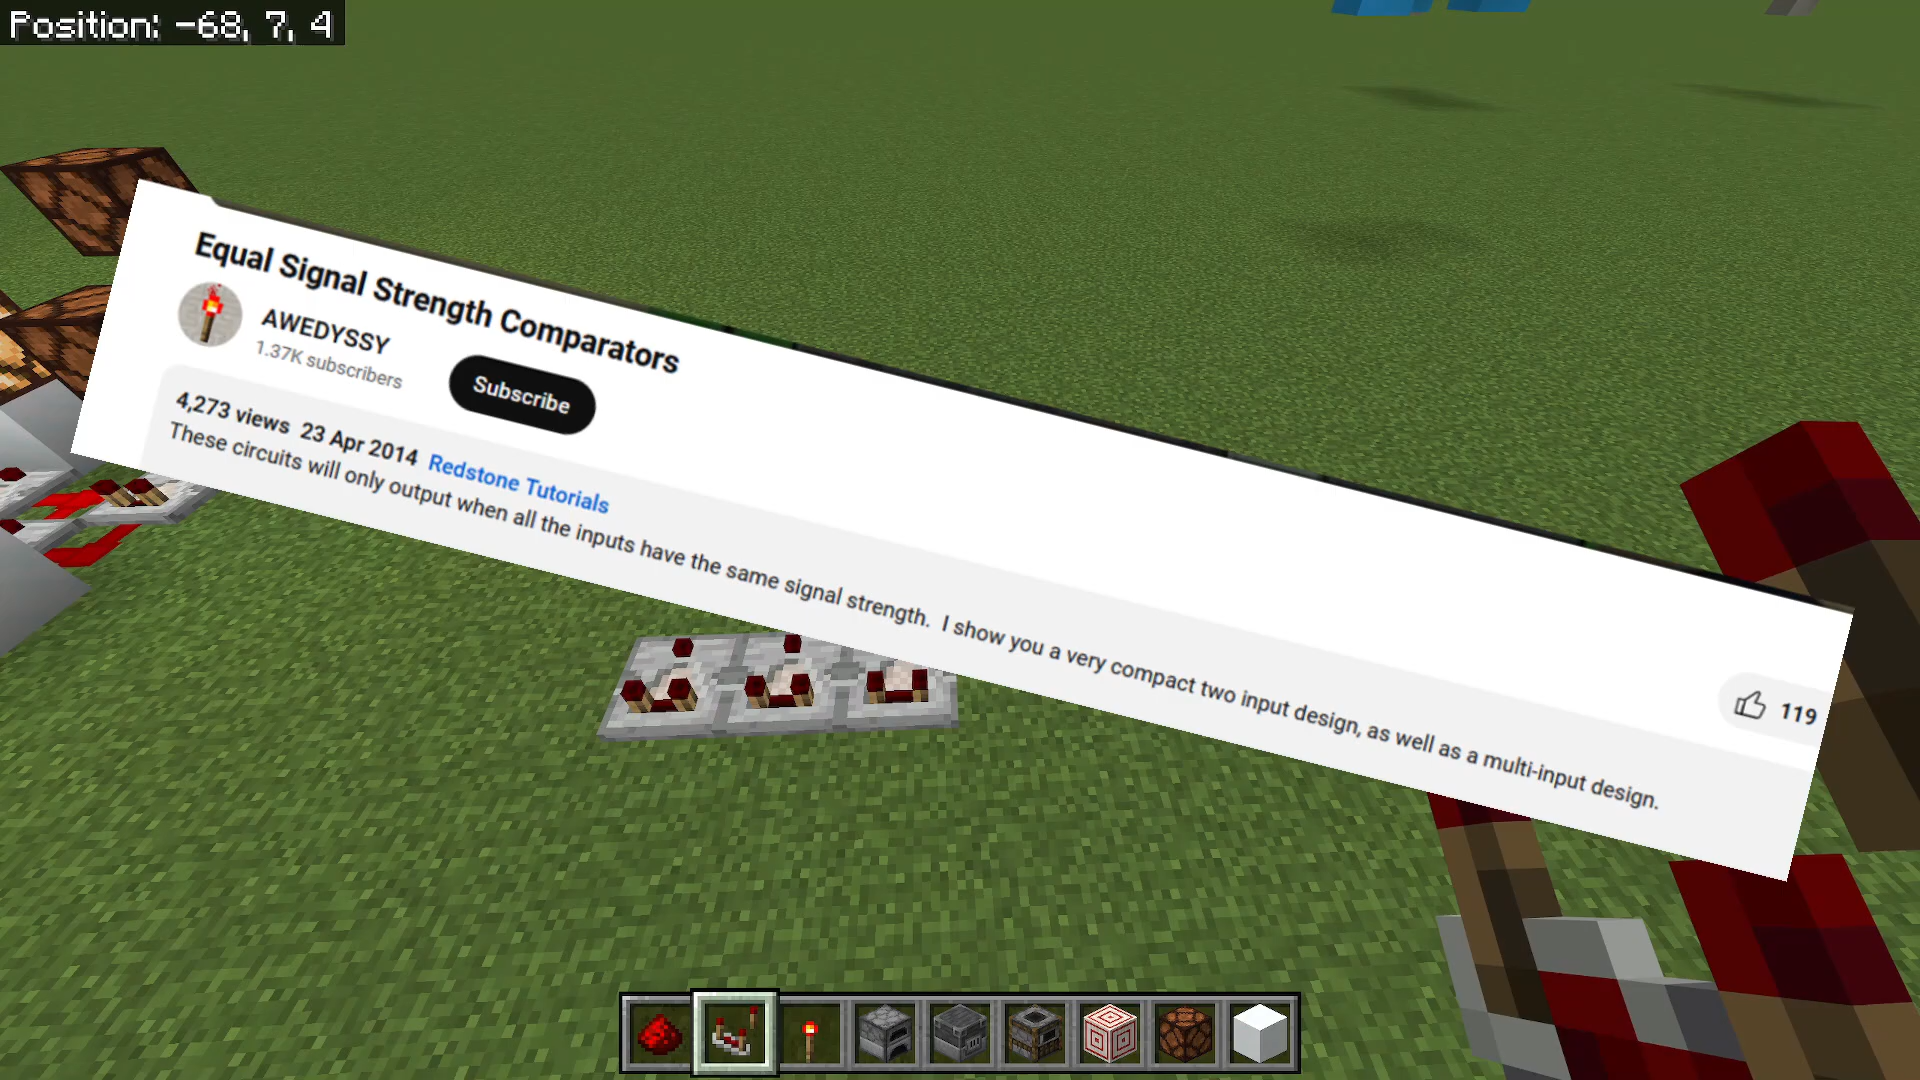 Position: -68, 7, 4
Equal Signal Strength Comparators
AWEDYSSY
1.37K subscribers
Subscribe
119
4,273 views 23 Apr 2014 Redstone Tutorials
These circuits will only output when all the inputs have the same signal strength. I show you a very compact two input design, as well as a multi-input design.